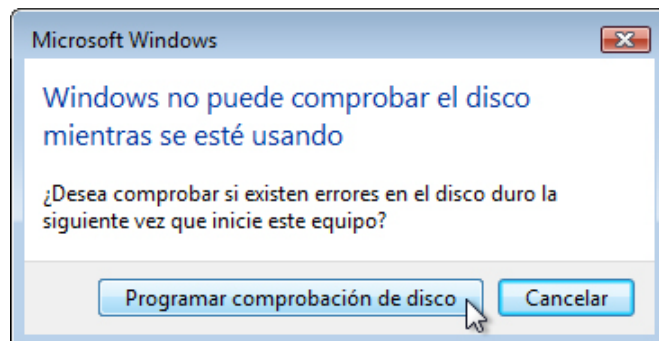 Microsoft Windows
Windows no puede comprobar el disco
mientras se esté usando
¿Desea comprobar si existen errores en el disco duro la
siguiente vez que inicie este equipo?
Programar comprobación de disco
Cancelar